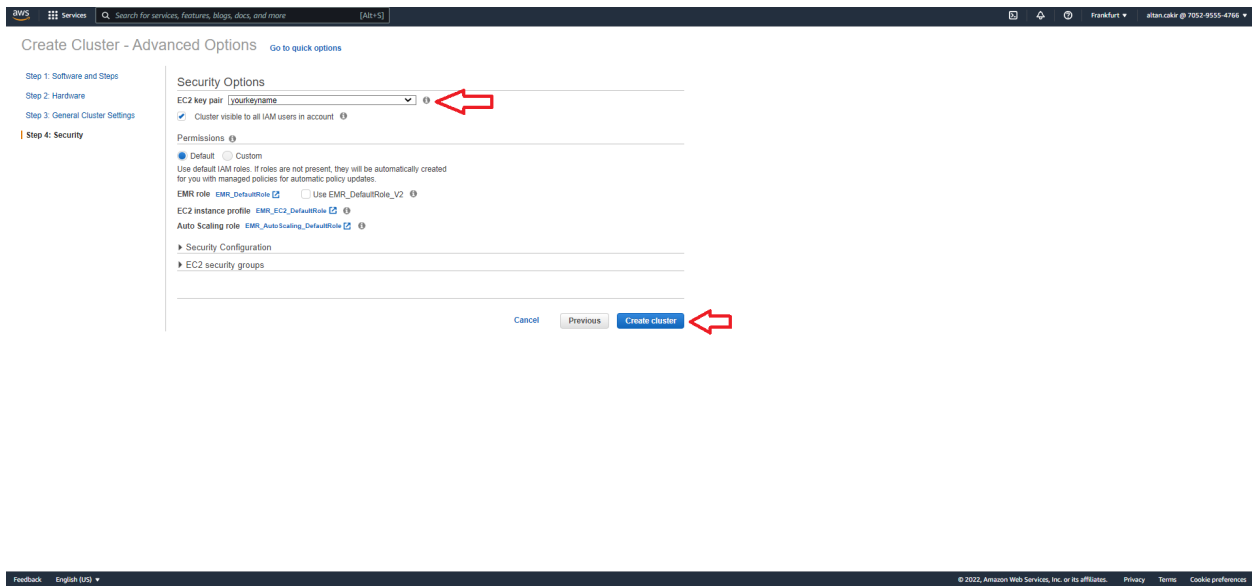 aws
Services
Search for services, features, blogs, docs, and more
[Alt+S]
Frankfurt
altan.cakir @ 7052-9555-4766
Create Cluster - Advanced Options
Go to quick options
Step 1: Software and Steps
Step 2: Hardware
Step 3: General Cluster Settings
Step 4: Security
Security Options
EC2 key pair yourkeyname
Cluster visible to all IAM users in account
Permissions
Default Custom
Use default IAM roles. If roles are not present, they will be automatically created
for you with managed policies for automatic policy updates.
EMR role EMR_DefaultRole Use EMR_DefaultRole_V2
EC2 instance profile EMR_EC2_DefaultRole
Auto Scaling role EMR_AutoScaling_DefaultRole
Security Configuration
EC2 security groups
Cancel Previous Create cluster
Feedback English (US) © 2022, Amazon Web Services, Inc. or its affiliates. Privacy Terms Cookie preferences